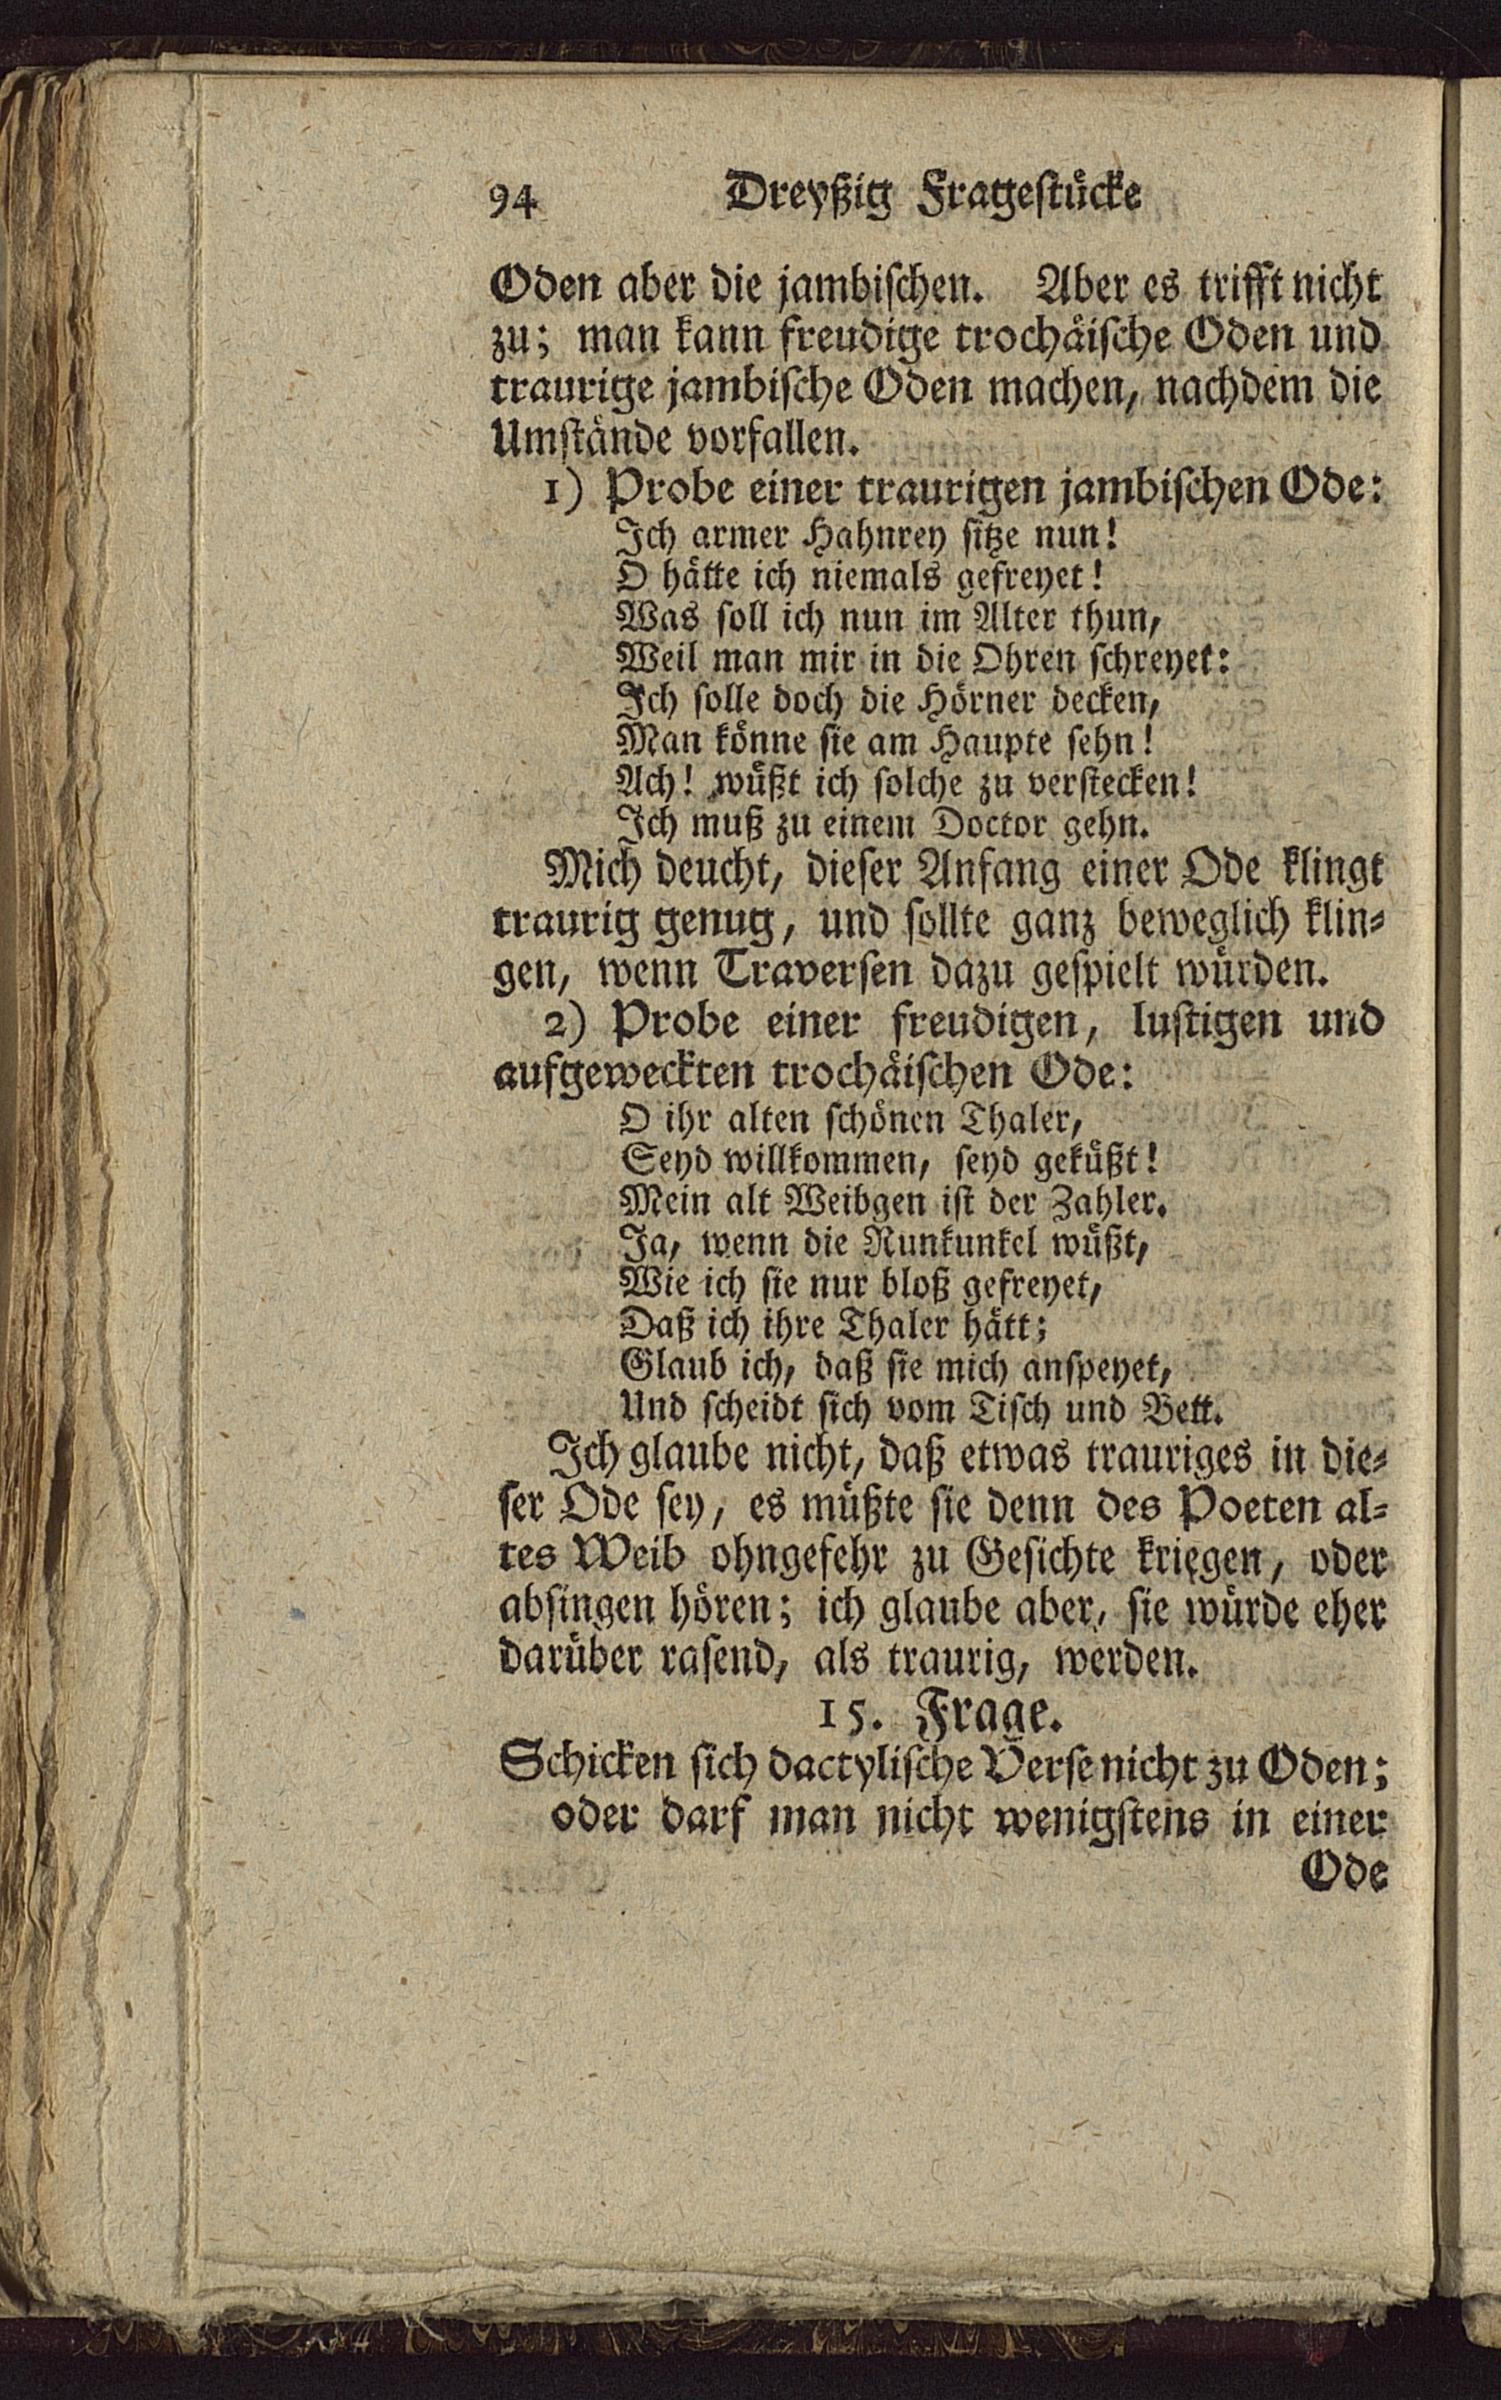 94 Dreyßig Fragestücke
Oden aber die jambischen. Aber es trifft nicht
zu; man kann freudige trochäische Oden und
traurige jambische Oden machen, nachdem die
Umstände vorfallen.
1) Probe einer traurigen jambischen Ode:
Ich armer Hahnrey sitze nun!
O hätte ich niemals gefreyet!
Was soll ich nun im Alter thun,
Weil man mir in die Ohren schreyet:
Ich solle doch die Hörner decken,
Man könne sie am Haupte sehn!
Ach! wüßt ich solche zu verstecken!
Ich muß zu einem Doctor gehn.
Mich deucht, dieser Anfang einer Ode klingt
traurig genug, und sollte ganz beweglich klin-
gen, wenn Traversen dazu gespielt würden.
2) Probe einer freudigen, lustigen und
aufgeweckten trochäischen Ode:
O ihr alten schönen Thaler,
Seyd willkommen, seyd geküßt!
Mein alt Weibgen ist der Zahler.
Ja, wenn die Runkunkel wüßt,
Wie ich sie nur bloß gefreyet,
Daß ich ihre Thaler hätt;
Glaub ich, daß sie mich anspeyet,
Und scheidt sich vom Tisch und Bett.
Ich glaube nicht, daß etwas trauriges in die-
ser Ode sey, es müßte sie denn des Poeten al-
tes Weib ohngefehr zu Gesichte kriegen, oder
absingen hören; ich glaube aber, sie würde eher
darüber rasend, als traurig, werden.
15. Frage.
Schicken sich dactylische Verse nicht zu Oden;
oder darf man nicht wenigstens in einer
Ode